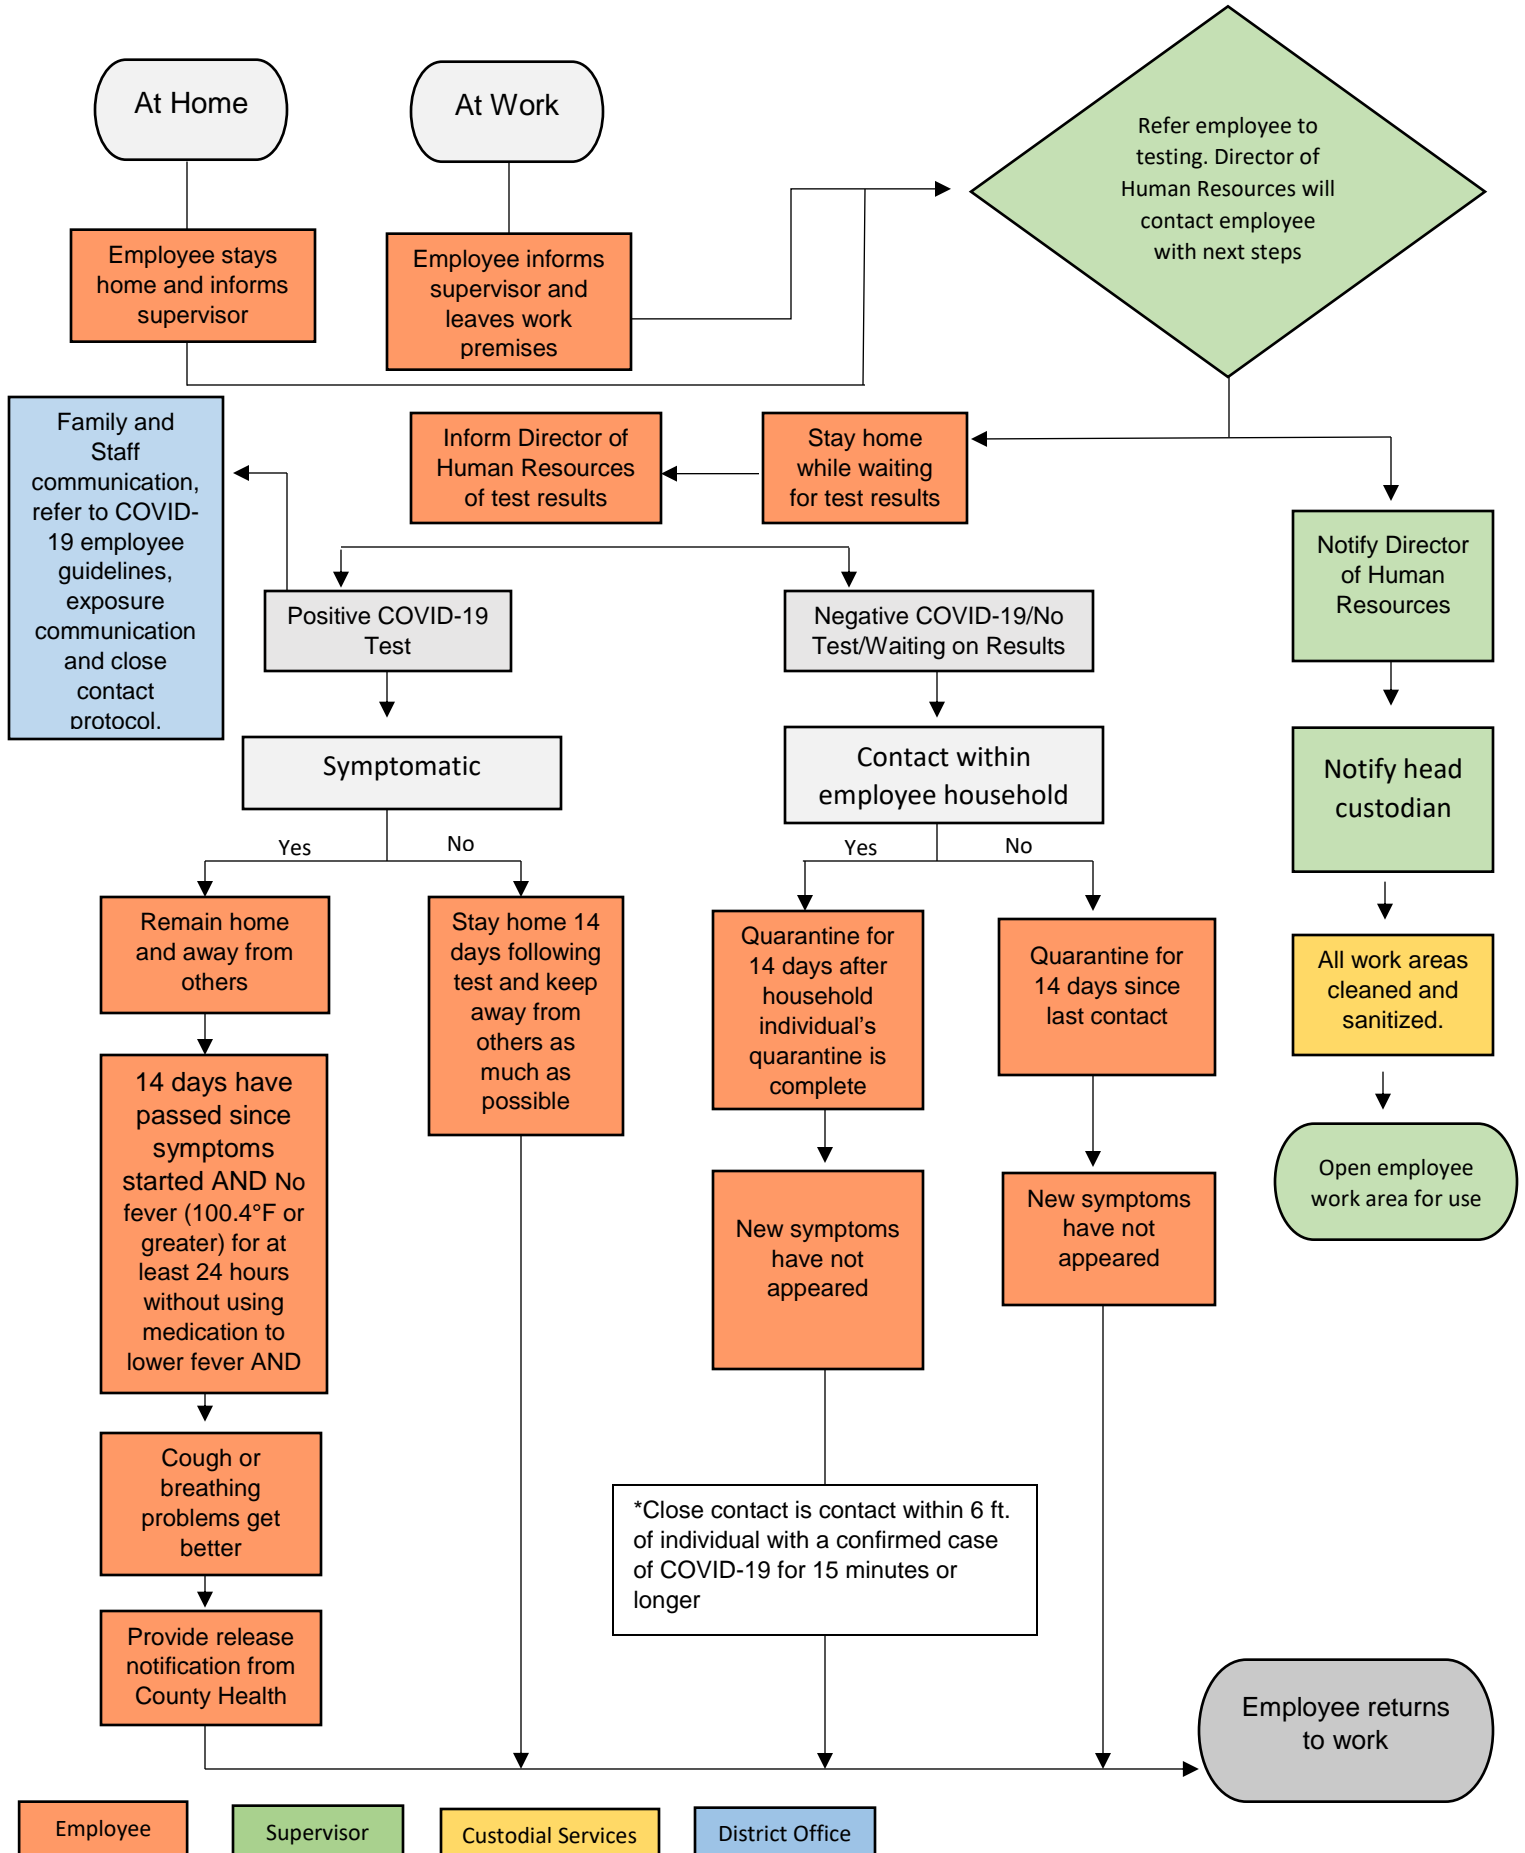 At Home
At Work
Refer employee to
testing. Director of
Human Resources will
contact employee
with next steps
Employee stays
home and informs
supervisor
Employee informs
supervisor and
leaves work
premises
Family and
Staff
communication,
refer to COVID-
19 employee
guidelines,
exposure
communication
and close
contact
protocol.
Inform Director of
Human Resources
of test results
Stay home
while waiting
for test results
Notify Director
of Human
Resources
Positive COVID-19
Test
Negative COVID-19/No
Test/Waiting on Results
Symptomatic
Contact within
employee household
Notify head
custodian
Yes
No
Yes
No
Remain home
and away from
others
Stay home 14
days following
test and keep
away from
others as
much as
possible
Quarantine for
14 days after
household
individual’s
quarantine is
complete
Quarantine for
14 days since
last contact
All work areas
cleaned and
sanitized.
14 days have
passed since
symptoms
started AND No
fever (100.4°F or
greater) for at
least 24 hours
without using
medication to
lower fever AND
New symptoms
have not
appeared
New symptoms
have not
appeared
Open employee
work area for use
Cough or
breathing
problems get
better
*Close contact is contact within 6 ft.
of individual with a confirmed case
of COVID-19 for 15 minutes or
longer
Provide release
notification from
County Health
Employee returns
to work
Employee
Supervisor
Custodial Services
District Office